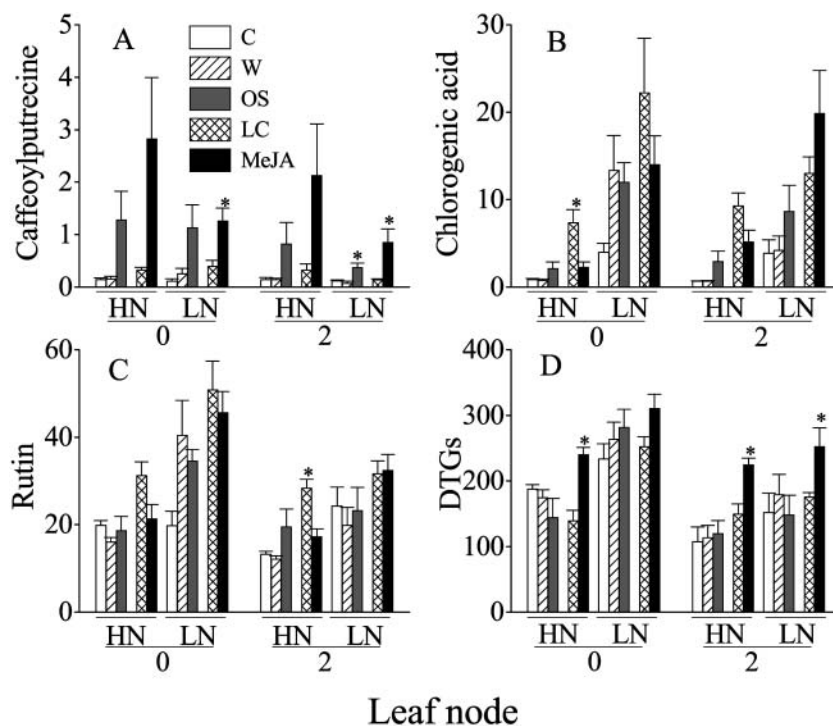 A
C
W
OS
LC
MeJA
Caffeoylputrecine
5
4
3
2
1
0
*
*
*
HN LN HN LN
0 2
B
Chlorogenic acid
30
20
10
0
*
HN LN HN LN
0 2
C
Rutin
60
40
20
0
*
HN LN HN LN
0 2
D
DTGs
400
300
200
100
0
*
*
*
HN LN HN LN
0 2
Leaf node